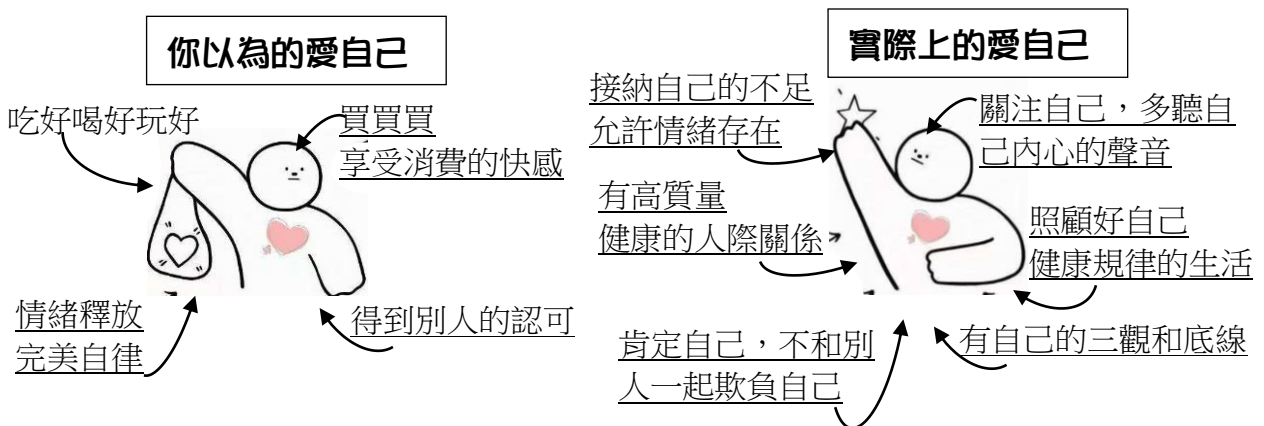 你以為的愛自己
吃好喝好玩好
買買買
享受消費的快感
情緒釋放
完美自律
得到別人的認可
實際上的愛自己
接納自己的不足
允許情緒存在
關注自己，多聽自
己內心的聲音
有高質量
健康的人際關係
照顧好自己
健康規律的生活
肯定自己，不和別
人一起欺負自己
有自己的三觀和底線